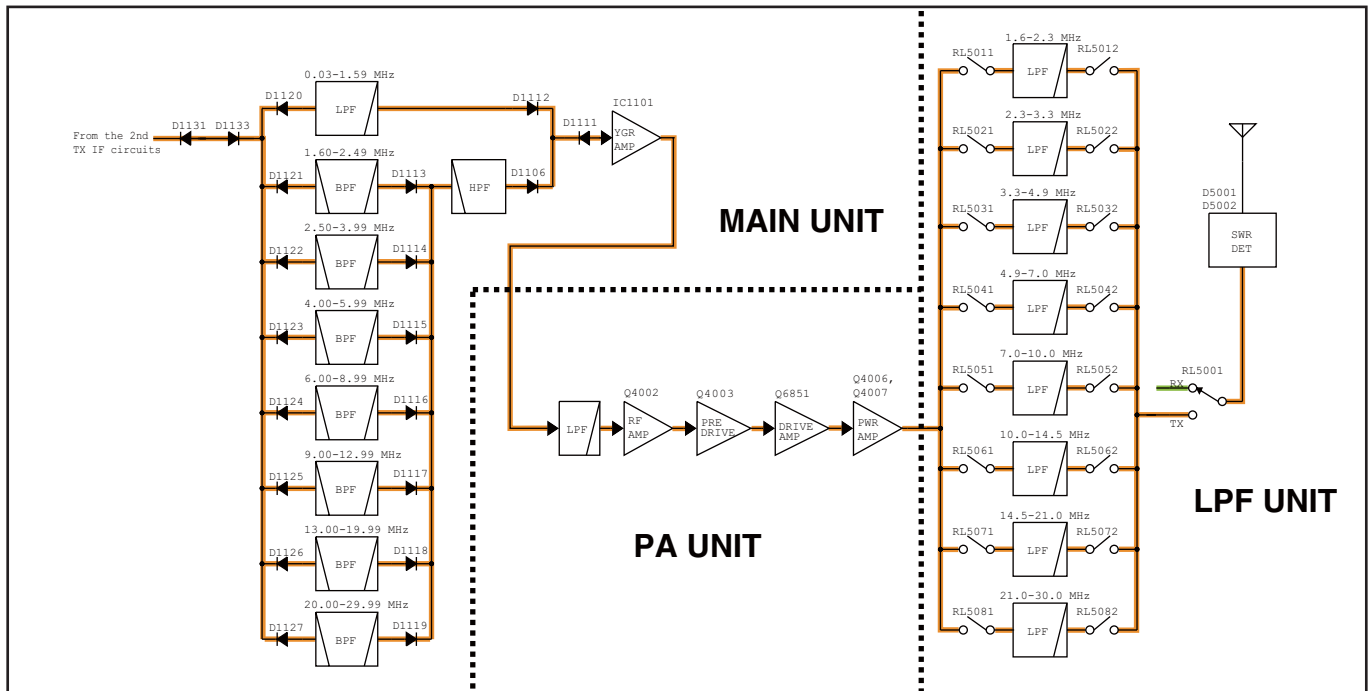 From the 2nd
TX IF circuits
D1131 D1133
0.03-1.59 MHz
D1120
LPF
D1112
1.60-2.49 MHz
D1121
BPF
D1113
HPF
D1106
D1111
IC1101
YGR
AMP
2.50-3.99 MHz
D1122
BPF
D1114
4.00-5.99 MHz
D1123
BPF
D1115
6.00-8.99 MHz
D1124
BPF
D1116
9.00-12.99 MHz
D1125
BPF
D1117
13.00-19.99 MHz
D1126
BPF
D1118
20.00-29.99 MHz
D1127
BPF
D1119
MAIN UNIT
LPF
Q4002
RF
AMP
Q4003
PRE
DRIVE
Q6851
DRIVE
AMP
Q4006,
Q4007
PWR
AMP
PA UNIT
1.6-2.3 MHz
RL5011
LPF
RL5012
2.3-3.3 MHz
RL5021
LPF
RL5022
3.3-4.9 MHz
RL5031
LPF
RL5032
4.9-7.0 MHz
RL5041
LPF
RL5042
7.0-10.0 MHz
RL5051
LPF
RL5052
10.0-14.5 MHz
RL5061
LPF
RL5062
14.5-21.0 MHz
RL5071
LPF
RL5072
21.0-30.0 MHz
RL5081
LPF
RL5082
D5001
D5002
SWR
DET
RL5001
RX
TX
LPF UNIT